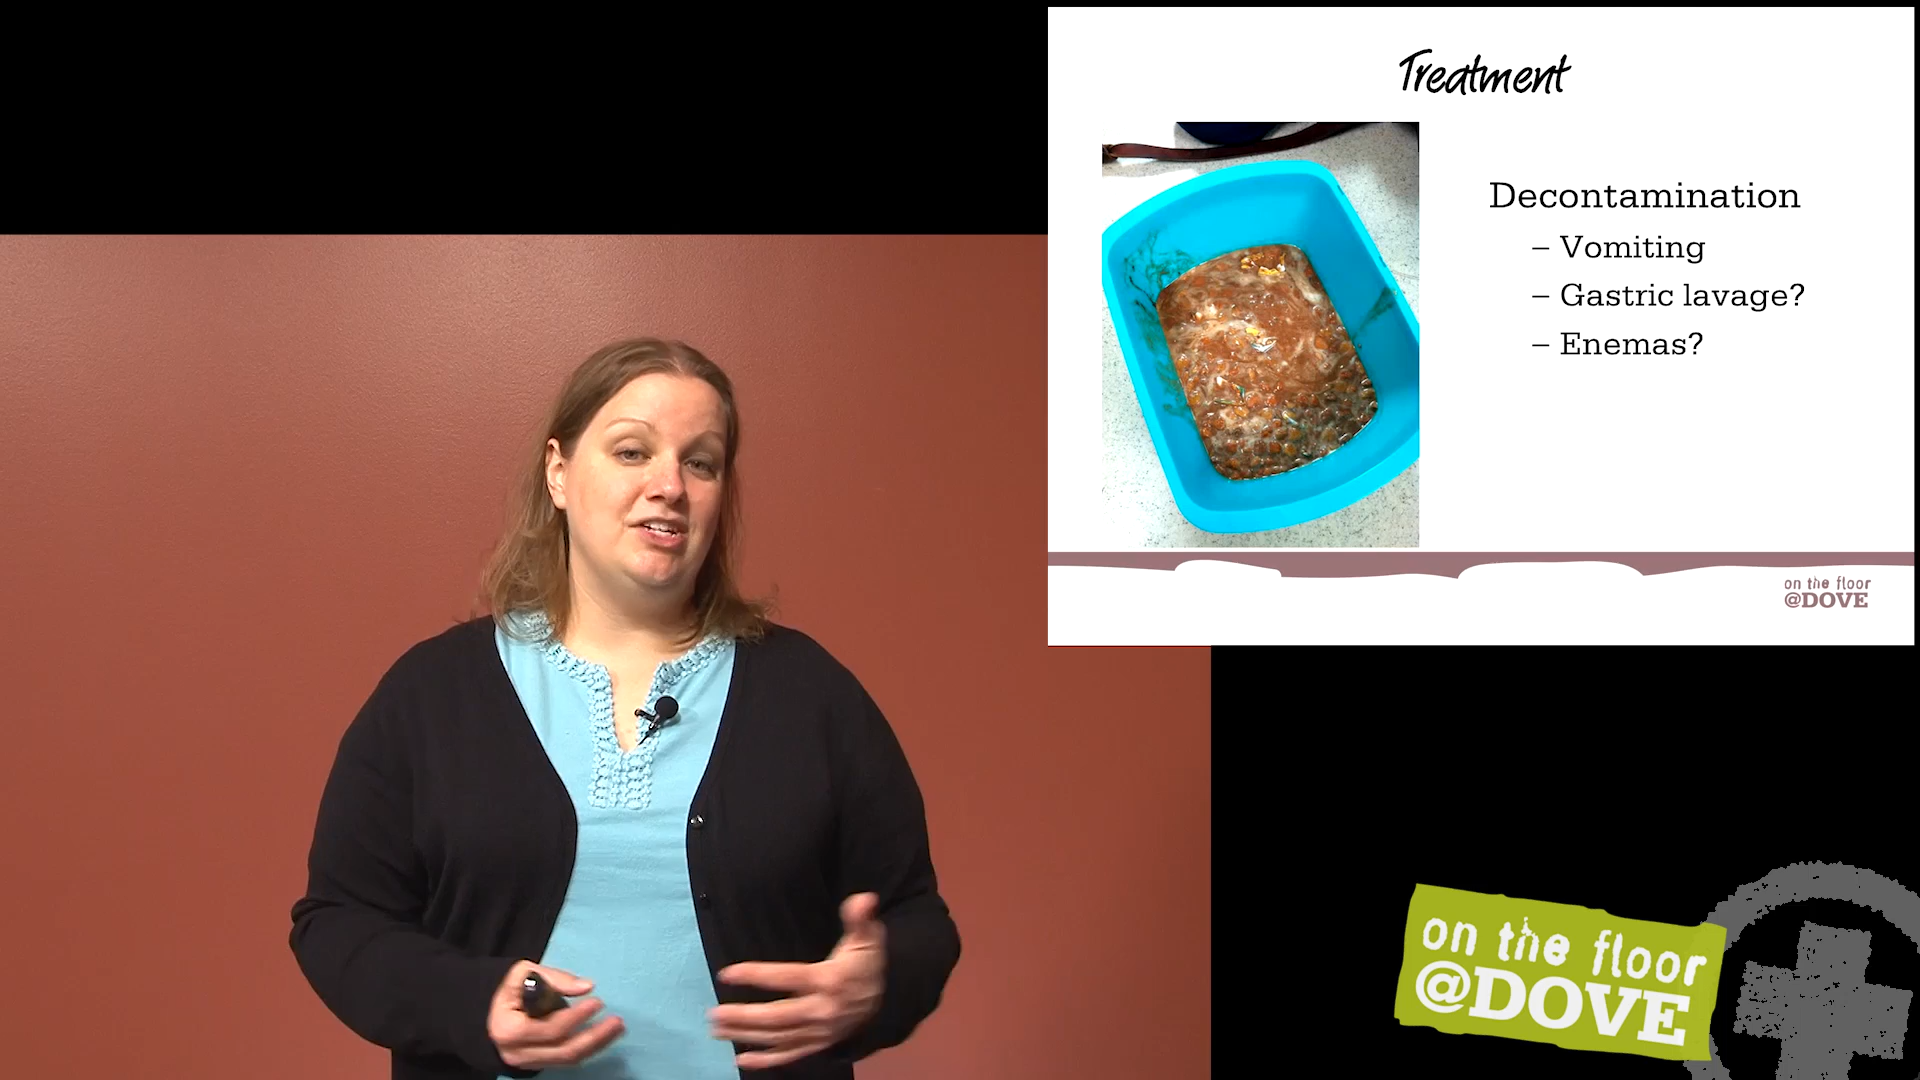 Treatment
Decontamination
– Vomiting
– Gastric lavage?
– Enemas?
on the floor
@DOVE
on the floor
@DOVE